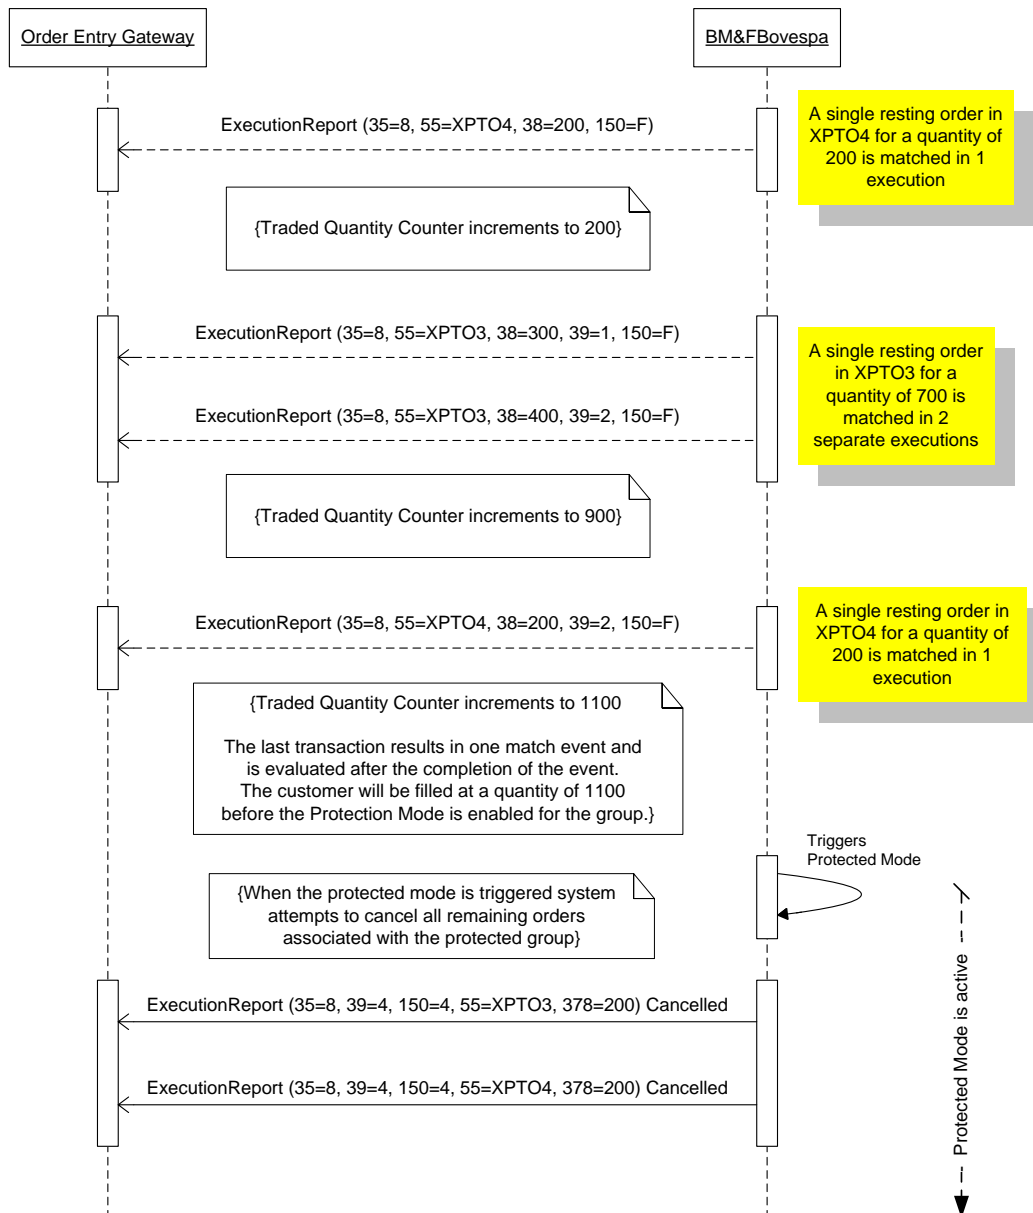 Order Entry Gateway
BM&FBovespa
ExecutionReport (35=8, 55=XPTO4, 38=200, 150=F)
A single resting order in
XPTO4 for a quantity of
200 is matched in 1
execution
{Traded Quantity Counter increments to 200}
ExecutionReport (35=8, 55=XPTO3, 38=300, 39=1, 150=F)
ExecutionReport (35=8, 55=XPTO3, 38=400, 39=2, 150=F)
A single resting order
in XPTO3 for a
quantity of 700 is
matched in 2
separate executions
{Traded Quantity Counter increments to 900}
ExecutionReport (35=8, 55=XPTO4, 38=200, 39=2, 150=F)
A single resting order in
XPTO4 for a quantity of
200 is matched in 1
execution
{Traded Quantity Counter increments to 1100
The last transaction results in one match event and
is evaluated after the completion of the event.
The customer will be filled at a quantity of 1100
before the Protection Mode is enabled for the group.}
Triggers
Protected Mode
{When the protected mode is triggered system
attempts to cancel all remaining orders
associated with the protected group}
ExecutionReport (35=8, 39=4, 150=4, 55=XPTO3, 378=200) Cancelled
ExecutionReport (35=8, 39=4, 150=4, 55=XPTO4, 378=200) Cancelled
Protected Mode is active